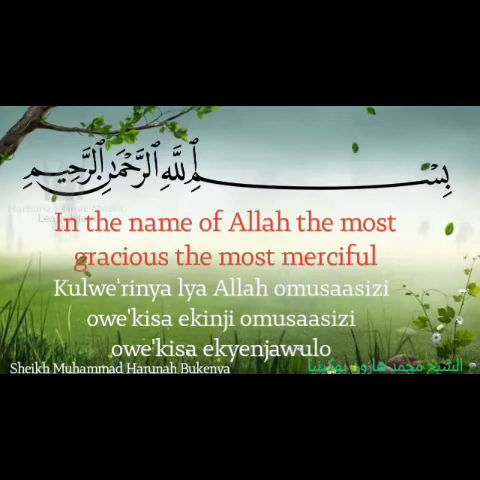 بِسْــــمِ ٱللَّهِ ٱلرَّحْمَـٰنِ ٱلرَّحِيمِ
In the name of Allah the most
gracious the most merciful
Kulwe'rinya lya Allah omusaasizi
owe'kisa ekinji omusaasizi
owe'kisa ekyenjawulo
Sheikh Muhammad Harunah Bukenya
الشيخ محمد هارون بوكينيا